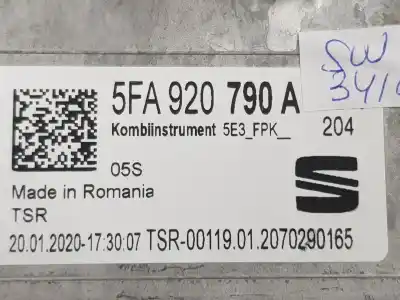 5FA 920 790 A
Kombiinstrument 5E3_FPK__ 204
05S
Made in Romania
TSR
20.01.2020-17:30:07 TSR-00119.01.2070290165
SW